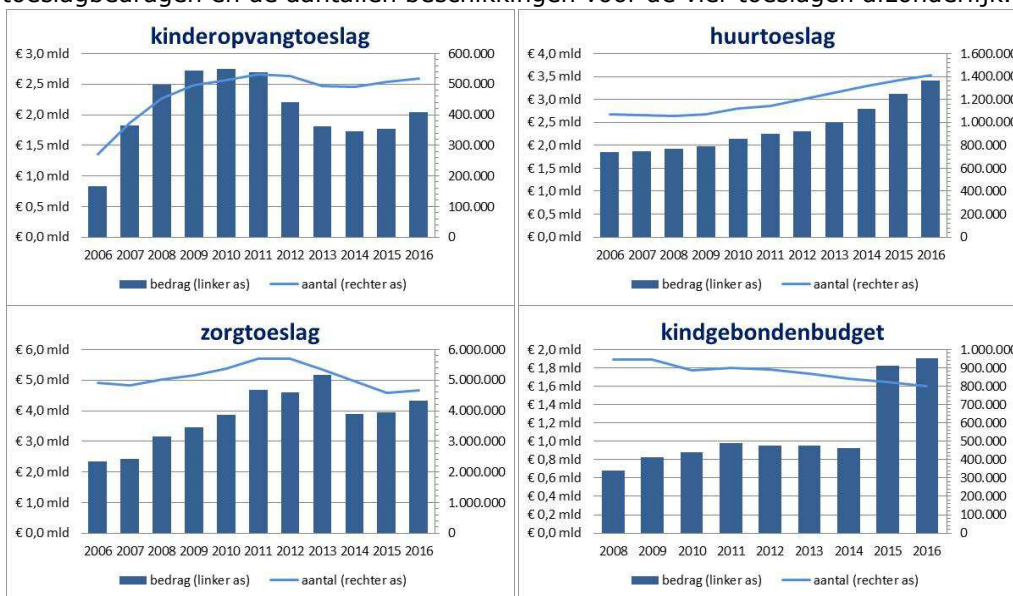 toeslagbedragen en de aantallen beschikkingen voor de vier toeslagen afzonderlijk.
kinderopvangtoeslag
€ 3,0 mld
€ 2,5 mld
€ 2,0 mld
€ 1,5 mld
€ 1,0 mld
€ 0,5 mld
€ 0,0 mld
600.000
500.000
400.000
300.000
200.000
100.000
0
2006 2007 2008 2009 2010 2011 2012 2013 2014 2015 2016
bedrag (linker as) aantal (rechter as)
huurtoeslag
€ 4,0 mld
€ 3,5 mld
€ 3,0 mld
€ 2,5 mld
€ 2,0 mld
€ 1,5 mld
€ 1,0 mld
€ 0,5 mld
€ 0,0 mld
1.600.000
1.400.000
1.200.000
1.000.000
800.000
600.000
400.000
200.000
0
2006 2007 2008 2009 2010 2011 2012 2013 2014 2015 2016
bedrag (linker as) aantal (rechter as)
zorgtoeslag
€ 6,0 mld
€ 5,0 mld
€ 4,0 mld
€ 3,0 mld
€ 2,0 mld
€ 1,0 mld
€ 0,0 mld
6.000.000
5.000.000
4.000.000
3.000.000
2.000.000
1.000.000
0
2006 2007 2008 2009 2010 2011 2012 2013 2014 2015 2016
bedrag (linker as) aantal (rechter as)
kindgebondenbudget
€ 2,0 mld
€ 1,8 mld
€ 1,6 mld
€ 1,4 mld
€ 1,2 mld
€ 1,0 mld
€ 0,8 mld
€ 0,6 mld
€ 0,4 mld
€ 0,2 mld
€ 0,0 mld
1.000.000
900.000
800.000
700.000
600.000
500.000
400.000
300.000
200.000
100.000
0
2008 2009 2010 2011 2012 2013 2014 2015 2016
bedrag (linker as) aantal (rechter as)